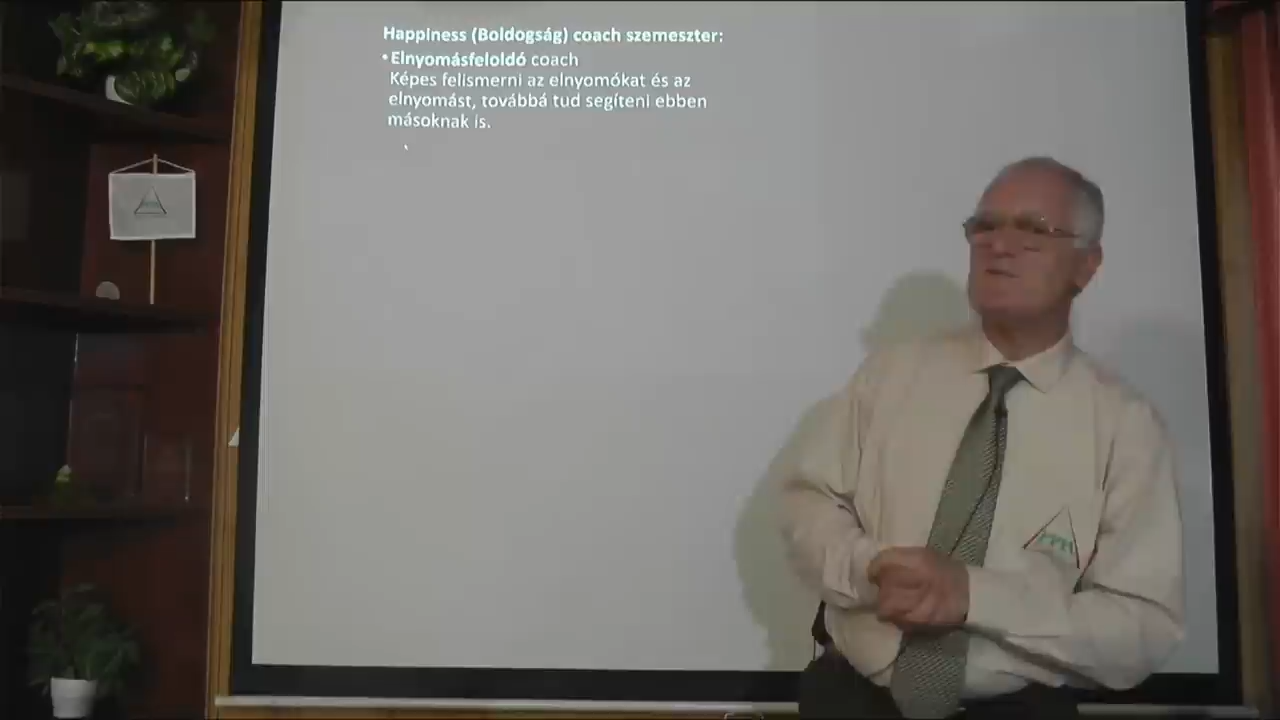 Happiness (Boldogság) coach szemeszter:
•Elnyomásfeloldó coach
Képes felismerni az elnyomókat és az
elnyomást, továbbá tud segíteni ebben
másoknak is.